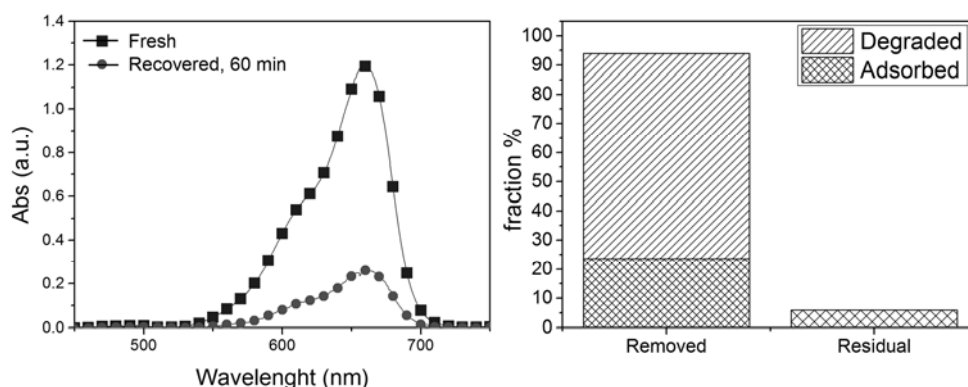 1.4
1.2
1.0
0.8
0.6
0.4
0.2
0.0
Abs (a.u.)
Fresh
Recovered, 60 min
500
600
700
Wavelenght (nm)
100
90
80
70
60
50
40
30
20
10
0
fraction %
Degraded
Adsorbed
Removed
Residual